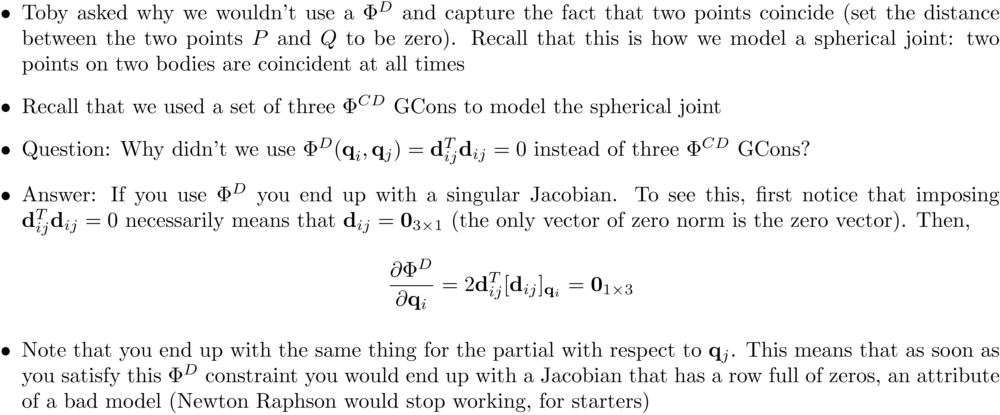 • Toby asked why we wouldn't use a $\Phi^{D}$ and capture the fact that two points coincide (set the distance
between the two points $P$ and $Q$ to be zero). Recall that this is how we model a spherical joint: two
points on two bodies are coincident at all times
• Recall that we used a set of three $\Phi^{CD}$ GCons to model the spherical joint
• Question: Why didn't we use $\Phi^{D}(\mathbf{q}_i, \mathbf{q}_j) = \mathbf{d}_{ij}^{T}\mathbf{d}_{ij} = 0$ instead of three $\Phi^{CD}$ GCons?
• Answer: If you use $\Phi^{D}$ you end up with a singular Jacobian. To see this, first notice that imposing
$\mathbf{d}_{ij}^{T}\mathbf{d}_{ij} = 0$ necessarily means that $\mathbf{d}_{ij} = \mathbf{0}_{3\times 1}$ (the only vector of zero norm is the zero vector). Then,
$\frac{\partial \Phi^{D}}{\partial \mathbf{q}_i} = 2\mathbf{d}_{ij}^{T}[\mathbf{d}_{ij}]_{\mathbf{q}_i} = \mathbf{0}_{1\times 3}$
• Note that you end up with the same thing for the partial with respect to $\mathbf{q}_j$. This means that as soon as
you satisfy this $\Phi^{D}$ constraint you would end up with a Jacobian that has a row full of zeros, an attribute
of a bad model (Newton Raphson would stop working, for starters)